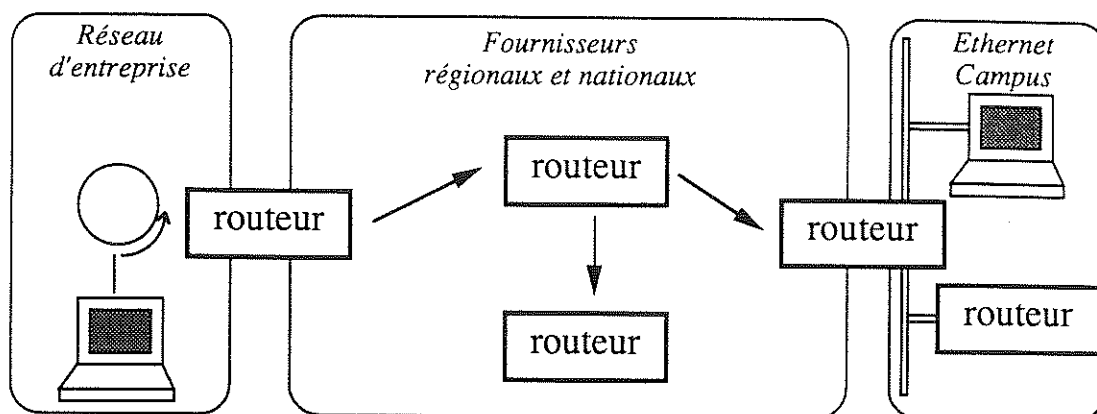 Réseau
d'entreprise
Fournisseurs
régionaux et nationaux
Ethernet
Campus
routeur
routeur
routeur
routeur
routeur